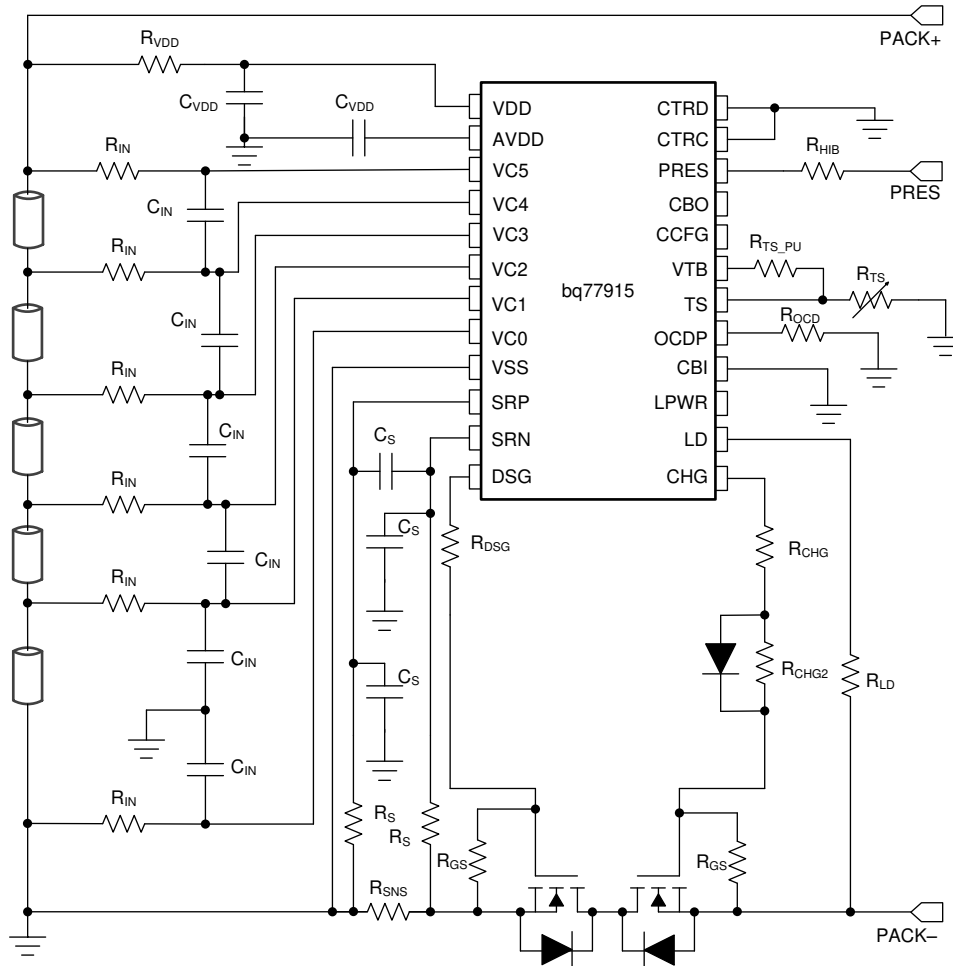 PACK+
RVDD
CVDD
CVDD
RIN
CIN
RIN
CIN
RIN
CIN
RIN
CIN
RIN
CIN
CIN
RIN
VDD
AVDD
VC5
VC4
VC3
VC2
VC1
VC0
VSS
SRP
SRN
DSG
bq77915
CTRD
CTRC
PRES
CBO
CCFG
VTB
TS
OCDP
CBI
LPWR
LD
CHG
RHIB
PRES
RTS_PU
RTS
ROCD
CS
CS
CS
RDSG
RCHG
RCHG2
RLD
RS
RS
RSNS
RGS
RGS
PACK–